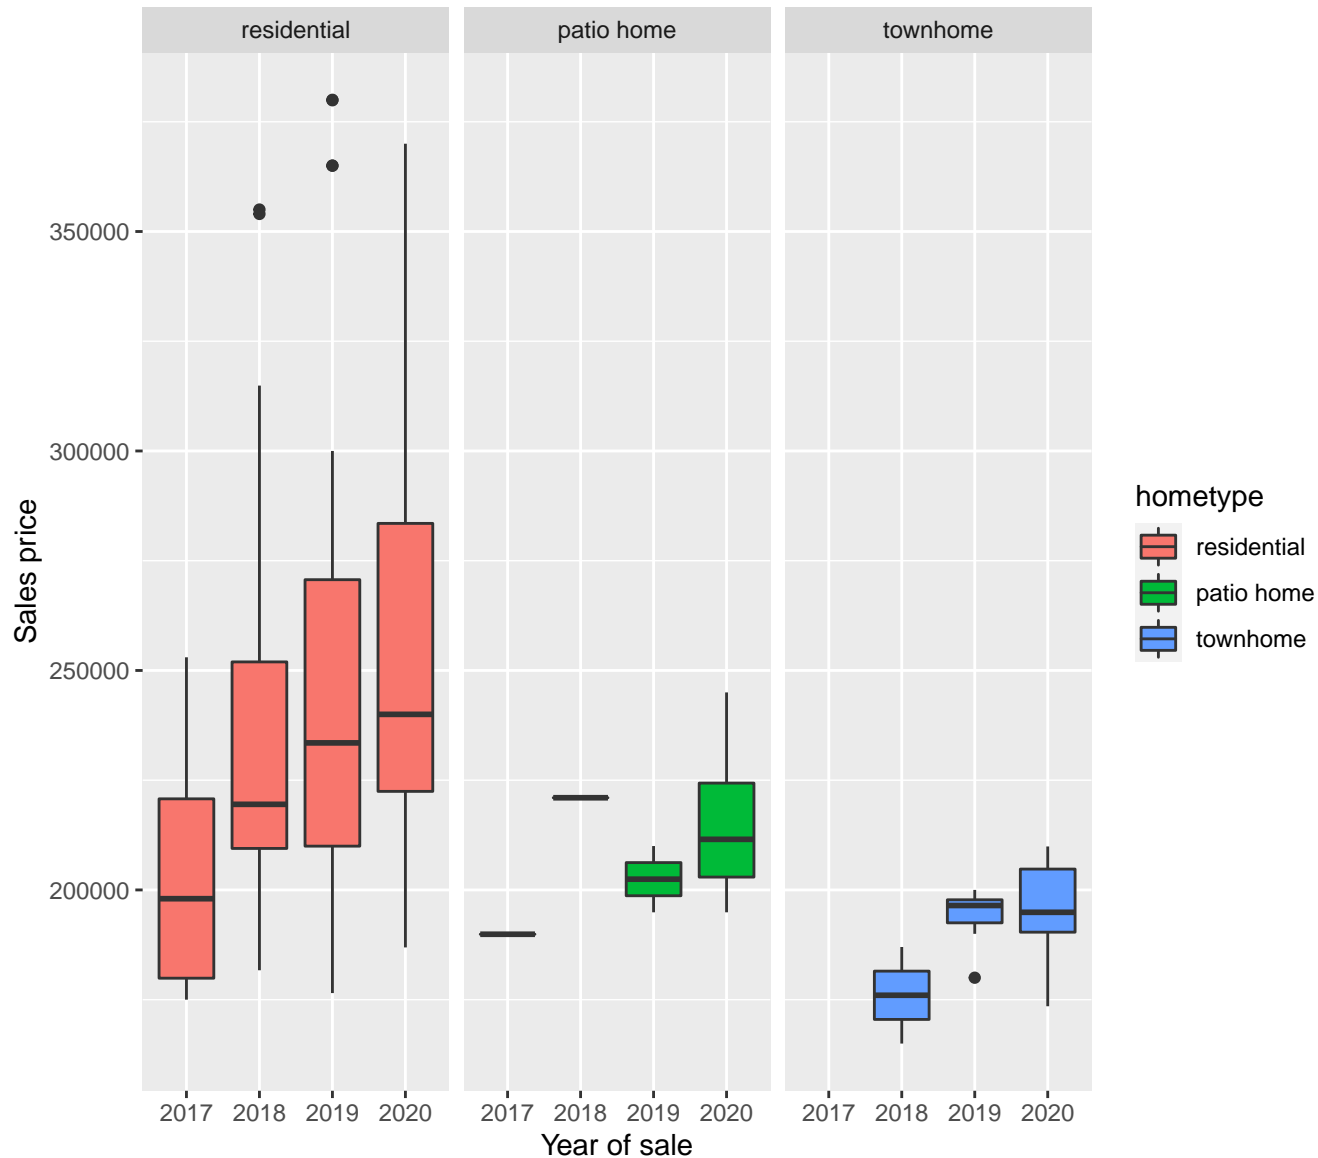 residential
patio home
townhome
350000
300000
250000
200000
Sales price
2017 2018 2019 2020
2017 2018 2019 2020
2017 2018 2019 2020
Year of sale
hometype
residential
patio home
townhome